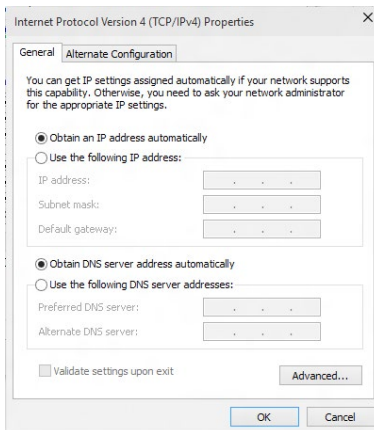 Internet Protocol Version 4 (TCP/IPv4) Properties
General Alternate Configuration
You can get IP settings assigned automatically if your network supports
this capability. Otherwise, you need to ask your network administrator
for the appropriate IP settings.
Obtain an IP address automatically
Use the following IP address:
IP address:
Subnet mask:
Default gateway:
Obtain DNS server address automatically
Use the following DNS server addresses:
Preferred DNS server:
Alternate DNS server:
Validate settings upon exit
Advanced...
OK Cancel